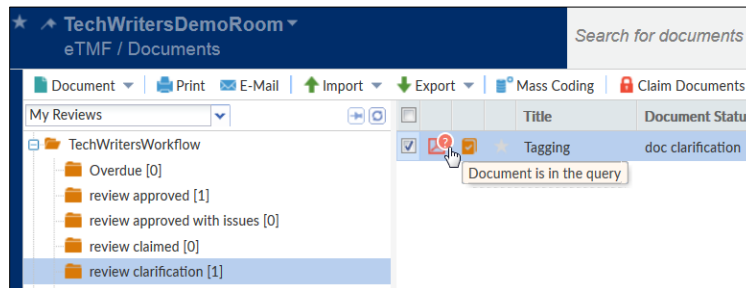 TechWritersDemoRoom
eTMF / Documents
Search for documents
Document Print E-Mail Import Export Mass Coding Claim Documents
My Reviews
Title Document Statu
TechWritersWorkflow
Tagging doc clarification
Overdue [0]
Document is in the query
review approved [1]
review approved with issues [0]
review claimed [0]
review clarification [1]